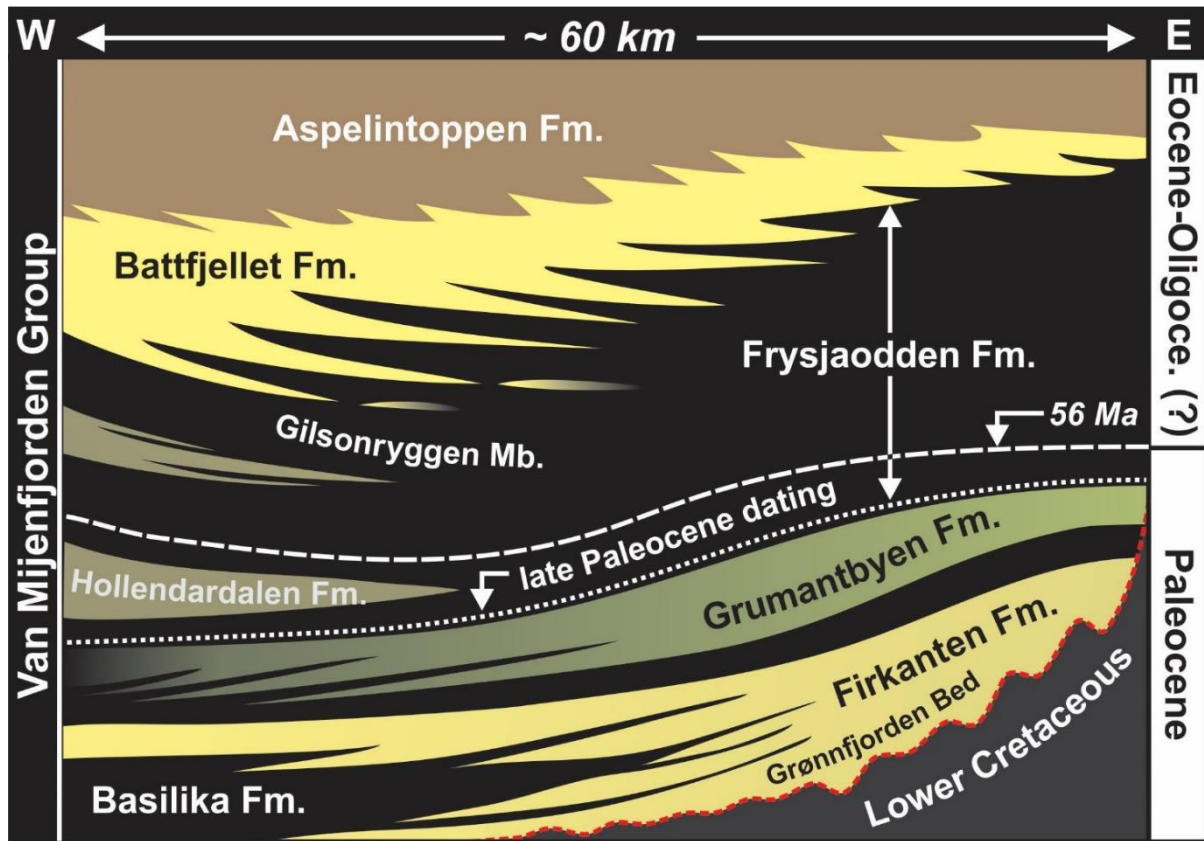 W
~ 60 km
E
Van Mijenfjorden Group
Aspelintoppen Fm.
Battfjellet Fm.
Frysjaodden Fm.
Gilsonryggen Mb.
56 Ma
late Paleocene dating
Hollendardalen Fm.
Grumantbyen Fm.
Firkanten Fm.
Grønnfjorden Bed
Basilika Fm.
Lower Cretaceous
Eocene-Oligoce. (?)
Paleocene